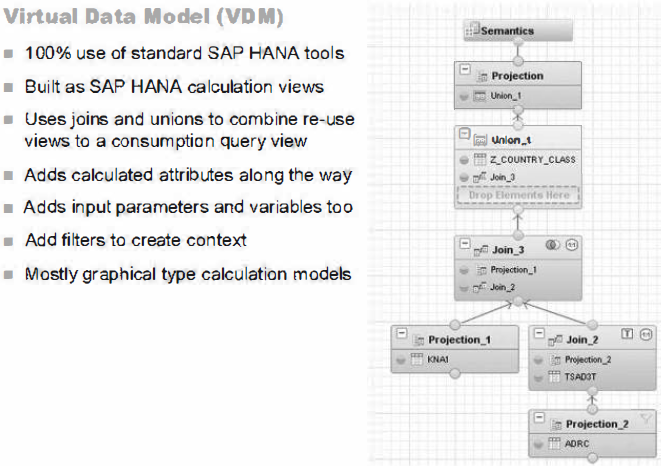 Virtual Data Model (VDM)
100% use of standard SAP HANA tools
Built as SAP HANA calculation views
Uses joins and unions to combine re-use
views to a consumption query view
Adds calculated attributes along the way
Adds input parameters and variables too
Add filters to create context
Mostly graphical type calculation models
Semantics
Projection
Union_1
Union_1
Z_COUNTRY_CLASS
Join_3
Drop Elements Here
Join_3
Projection_1
Join_2
Projection_1
KNA1
Join_2
Projection_2
TSAD3T
Projection_2
ADRC